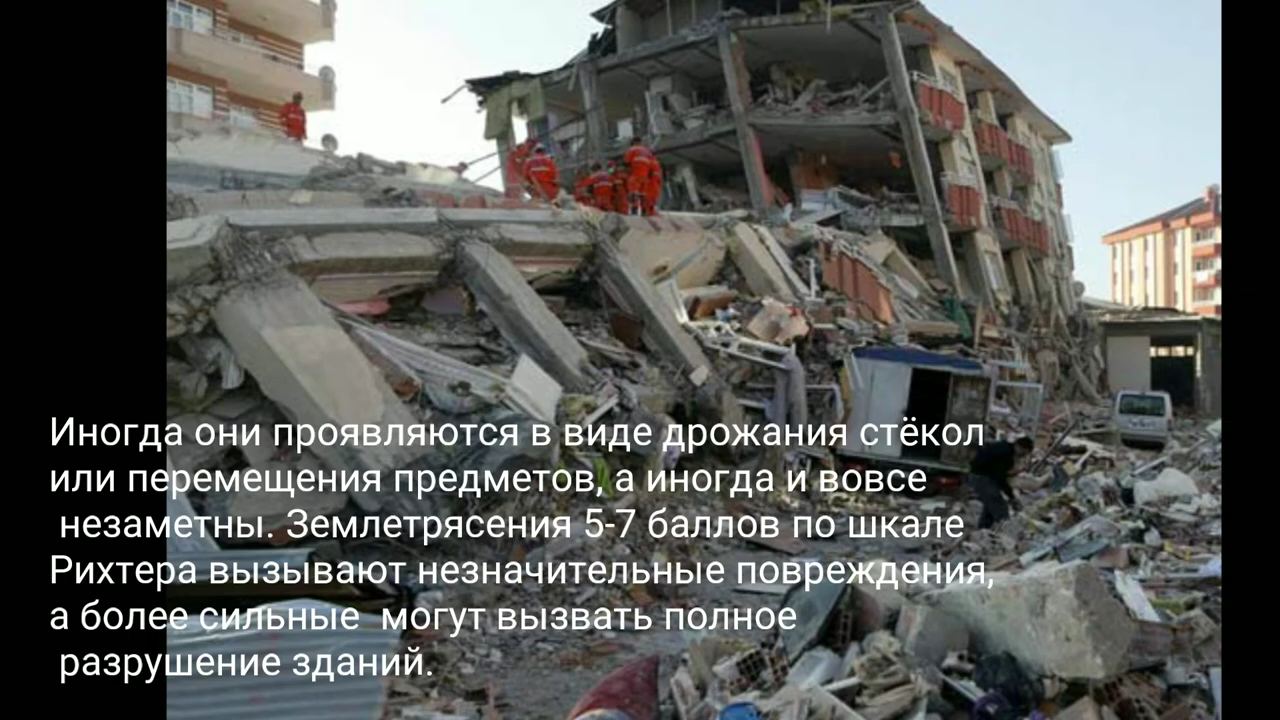 Иногда они проявляются в виде дрожания стёкол
или перемещения предметов, а иногда и вовсе
незаметны. Землетрясения 5-7 баллов по шкале
Рихтера вызывают незначительные повреждения,
а более сильные могут вызвать полное
разрушение зданий.